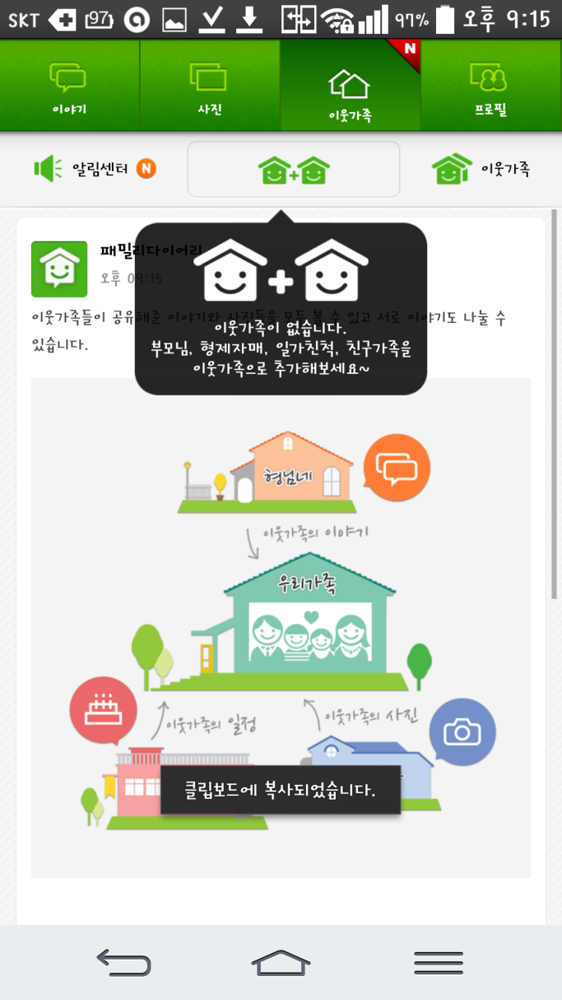 SKT 97 97% 오후 9:15
N
이야기 사진 이웃가족 프로필
알림센터 N 이웃가족
패밀리다이어리
오후 09:15
이웃가족들이 공유해준 이야기와 사진들을 모두 볼 수 있고 서로 이야기도 나눌 수
있습니다.
이웃가족이 없습니다.
부모님, 형제자매, 일가친척, 친구가족을
이웃가족으로 추가해보세요~
형님네
이웃가족의 이야기
우리가족
이웃가족의 일정
이웃가족의 사진
클립보드에 복사되었습니다.